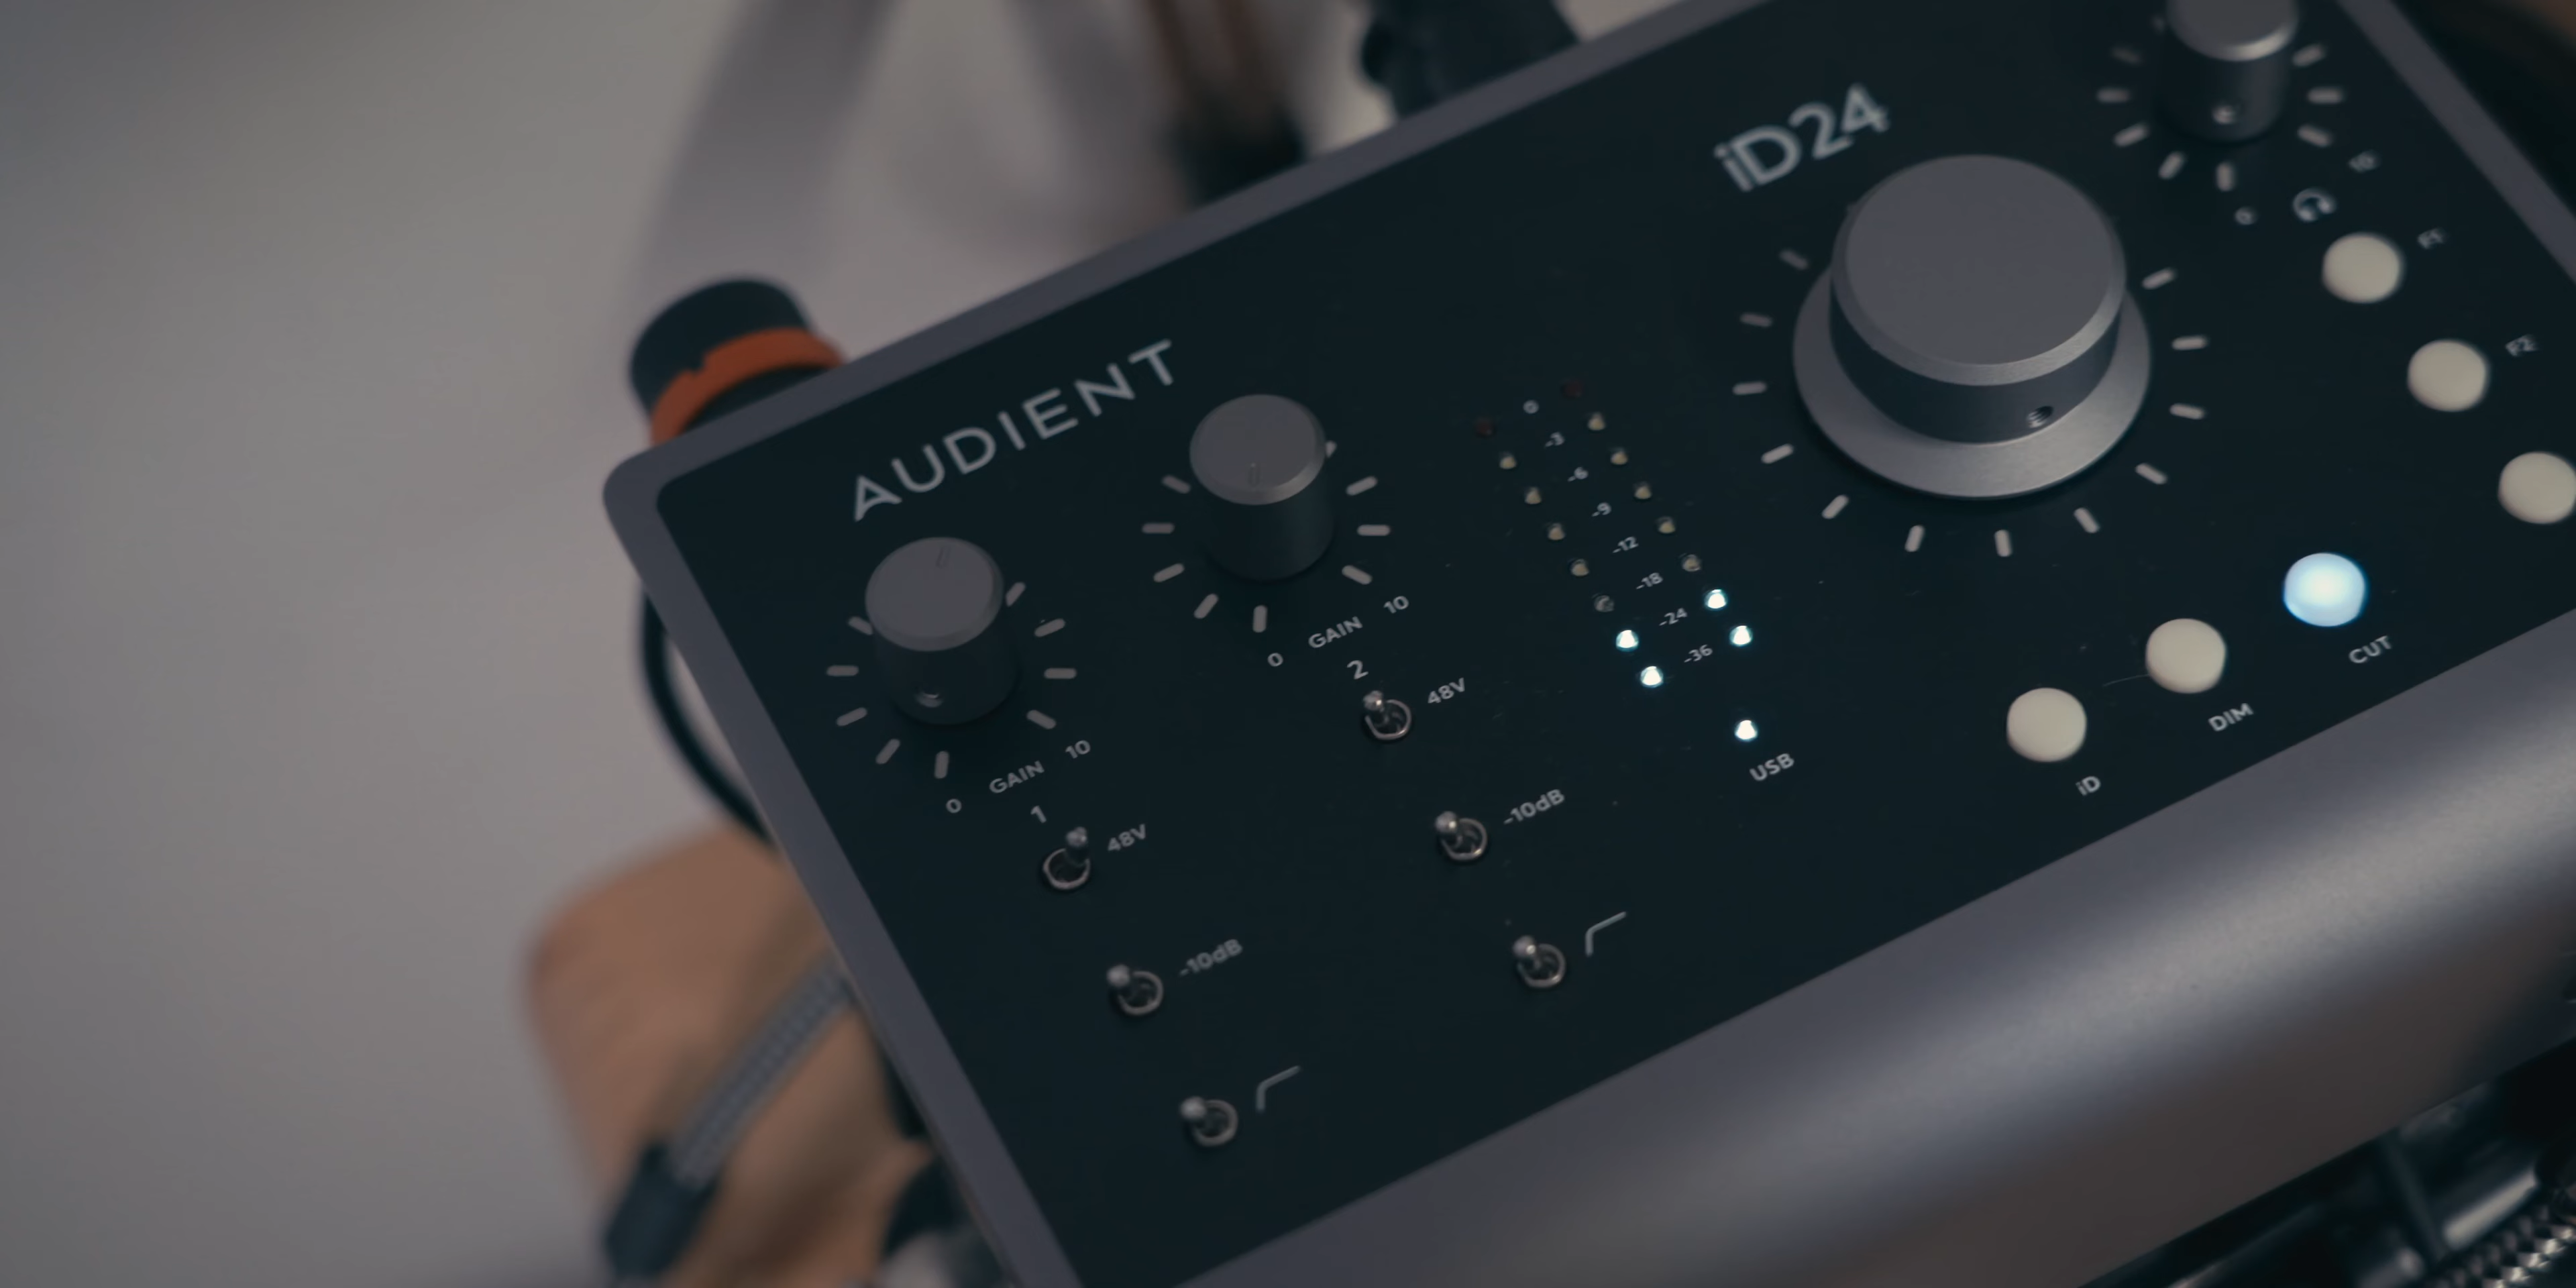 AUDIENT
iD24
10
0
F1
F2
0
-3
-6
-9
-12
-18
-24
-36
USB
0 GAIN 10
1
48V
-10dB
0 GAIN 10
2
48V
-10dB
iD
DIM
CUT